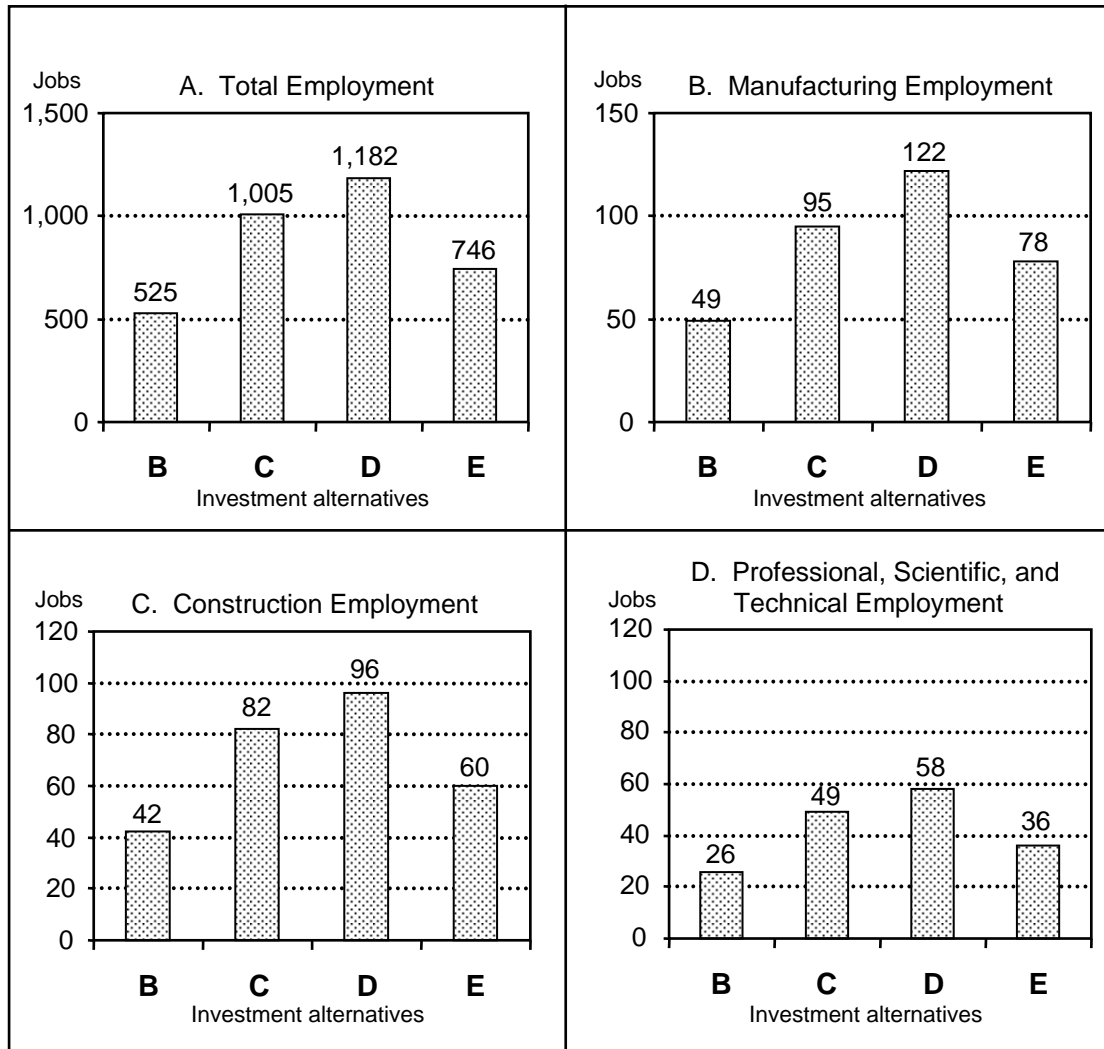 Jobs
A. Total Employment
1,500
1,000
500
0
525
1,005
1,182
746
B C D E
Investment alternatives
Jobs
B. Manufacturing Employment
150
100
50
0
49
95
122
78
B C D E
Investment alternatives
Jobs
C. Construction Employment
120
100
80
60
40
20
0
42
82
96
60
B C D E
Investment alternatives
Jobs
D. Professional, Scientific, and
Technical Employment
120
100
80
60
40
20
0
26
49
58
36
B C D E
Investment alternatives